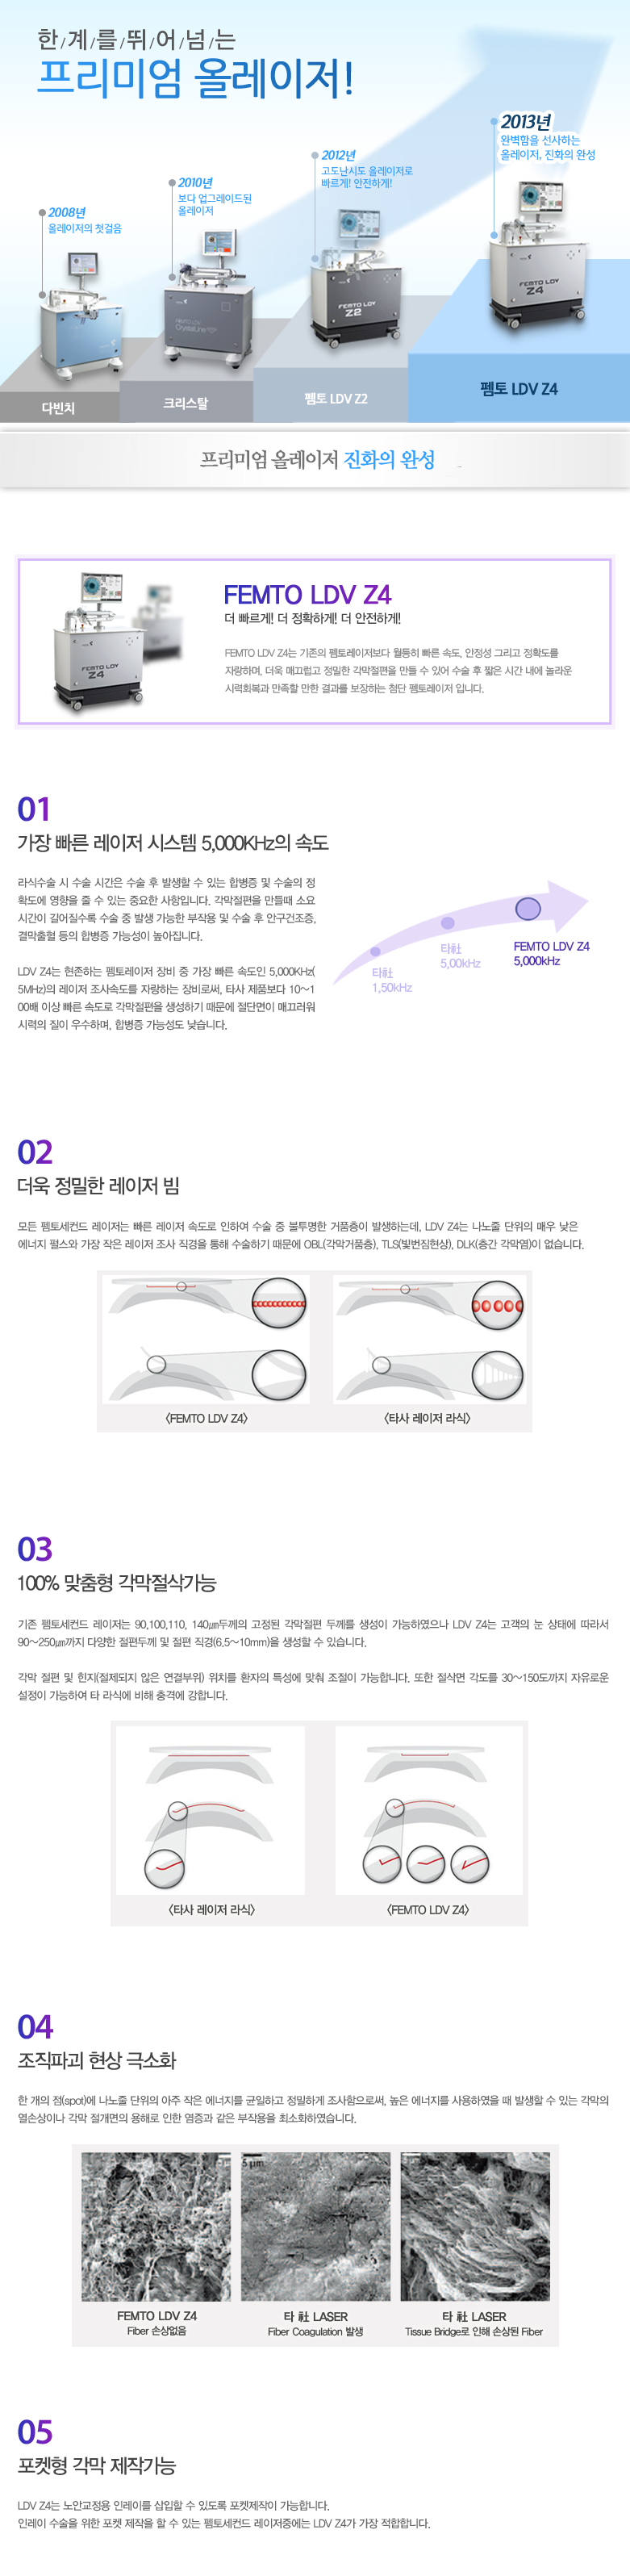 한/계/를/뛰/어/넘/는
프리미엄 올레이저!
2013년
완벽함을 선사하는
올레이저, 진화의 완성
2012년
고도난시도 올레이저로
빠르게! 안전하게!
2010년
보다 업그레이드된
올레이저
2008년
올레이저의 첫걸음
FEMTO LDV
Z4
FEMTO LDV
Z2
FEMTO LDV
CrystalLine
다빈치
크리스탈
펨토 LDV Z2
펨토 LDV Z4
프리미엄 올레이저 진화의 완성
FEMTO LDV Z4
더 빠르게! 더 정확하게! 더 안전하게!
FEMTO LDV Z4는 기존의 펨토레이저보다 월등히 빠른 속도, 안정성 그리고 정확도를
자랑하며, 더욱 매끄럽고 정밀한 각막절편을 만들 수 있어 수술 후 짧은 시간 내에 놀라운
시력회복과 만족할 만한 결과를 보장하는 첨단 펨토레이저 입니다.
FEMTO LDV
Z4
01
가장 빠른 레이저 시스템 5,000KHz의 속도
라식수술 시 수술 시간은 수술 후 발생할 수 있는 합병증 및 수술의 정
확도에 영향을 줄 수 있는 중요한 사항입니다. 각막절편을 만들때 소요
시간이 길어질수록 수술 중 발생 가능한 부작용 및 수술 후 안구건조증,
결막출혈 등의 합병증 가능성이 높아집니다.
LDV Z4는 현존하는 펨토레이저 장비 중 가장 빠른 속도인 5,000KHz(
5MHz)의 레이저 조사속도를 자랑하는 장비로써, 타사 제품보다 10~1
00배 이상 빠른 속도로 각막절편을 생성하기 때문에 절단면이 매끄러워
시력의 질이 우수하며, 합병증 가능성도 낮습니다.
타社
1,50kHz
타社
5,00kHz
FEMTO LDV Z4
5,000kHz
02
더욱 정밀한 레이저 빔
모든 펨토세컨드 레이저는 빠른 레이저 속도로 인하여 수술 중 불투명한 거품층이 발생하는데, LDV Z4는 나노줄 단위의 매우 낮은
에너지 펄스와 가장 작은 레이저 조사 직경을 통해 수술하기 때문에 OBL(각막거품층), TLS(빛번짐현상), DLK(층간 각막염)이 없습니다.
〈FEMTO LDV Z4〉
〈타사 레이저 라식〉
03
100% 맞춤형 각막절삭가능
기존 펨토세컨드 레이저는 90,100,110, 140㎛두께의 고정된 각막절편 두께를 생성이 가능하였으나 LDV Z4는 고객의 눈 상태에 따라서
90~250㎛까지 다양한 절편두께 및 절편 직경(6.5~10mm)을 생성할 수 있습니다.
각막 절편 및 힌지(절제되지 않은 연결부위) 위치를 환자의 특성에 맞춰 조절이 가능합니다. 또한 절삭면 각도를 30~150도까지 자유로운
설정이 가능하여 타 라식에 비해 충격에 강합니다.
〈타사 레이저 라식〉
〈FEMTO LDV Z4〉
04
조직파괴 현상 극소화
한 개의 점(spot)에 나노줄 단위의 아주 작은 에너지를 균일하고 정밀하게 조사함으로써, 높은 에너지를 사용하였을 때 발생할 수 있는 각막의
열손상이나 각막 절개면의 용해로 인한 염증과 같은 부작용을 최소화하였습니다.
5 µm
FEMTO LDV Z4
Fiber 손상없음
타 社 LASER
Fiber Coagulation 발생
타 社 LASER
Tissue Bridge로 인해 손상된 Fiber
05
포켓형 각막 제작가능
LDV Z4는 노안교정용 인레이를 삽입할 수 있도록 포켓제작이 가능합니다.
인레이 수술을 위한 포켓 제작을 할 수 있는 펨토세컨드 레이저중에는 LDV Z4가 가장 적합합니다.